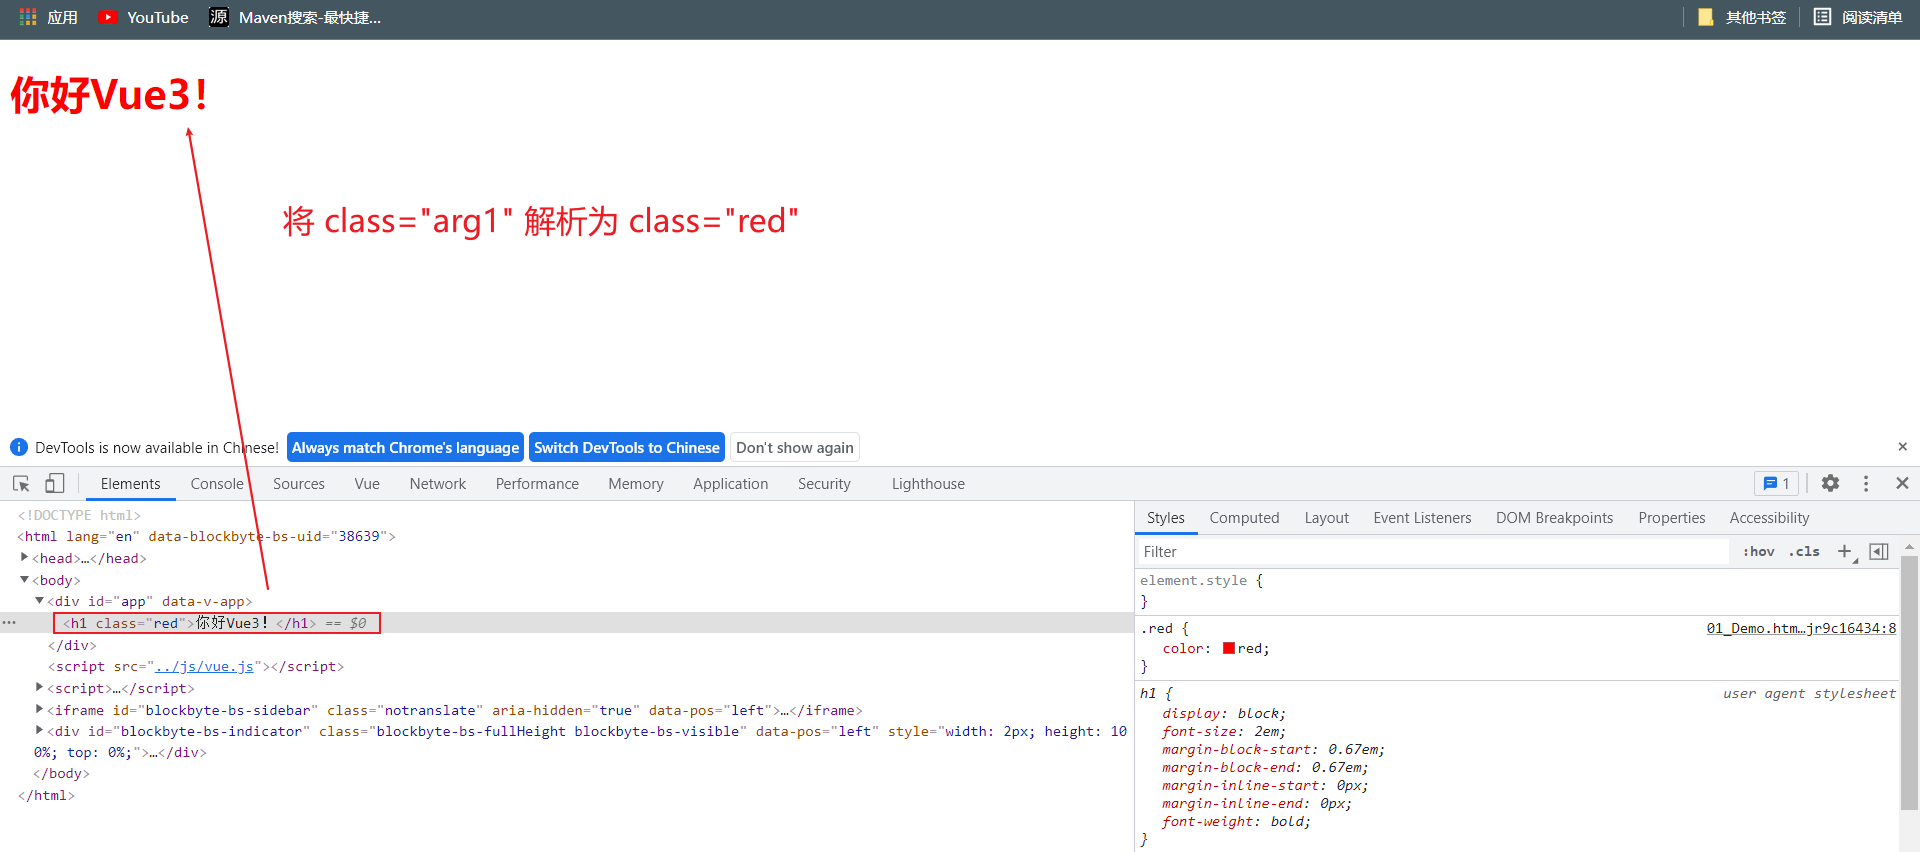 应用 YouTube 源 Maven搜索-最快捷... 其他书签 阅读清单
你好Vue3！
将 class="arg1" 解析为 class="red"
DevTools is now available in Chinese! Always match Chrome's language Switch DevTools to Chinese Don't show again ×
Elements Console Sources Vue Network Performance Memory Application Security Lighthouse 1
<!DOCTYPE html>
<html lang="en" data-blockbyte-bs-uid="38639">
<head>…</head>
<body>
<div id="app" data-v-app>
<h1 class="red">你好Vue3！</h1> == $0
</div>
<script src="../js/vue.js"></script>
<script>…</script>
<iframe id="blockbyte-bs-sidebar" class="notranslate" aria-hidden="true" data-pos="left">…</iframe>
<div id="blockbyte-bs-indicator" class="blockbyte-bs-fullHeight blockbyte-bs-visible" data-pos="left" style="width: 2px; height: 10
0%; top: 0%;">…</div>
</body>
</html>
Styles Computed Layout Event Listeners DOM Breakpoints Properties Accessibility
Filter :hov .cls +
element.style {
}
.red { 01_Demo.htm…jr9c16434:8
color: red;
}
h1 { user agent stylesheet
display: block;
font-size: 2em;
margin-block-start: 0.67em;
margin-block-end: 0.67em;
margin-inline-start: 0px;
margin-inline-end: 0px;
font-weight: bold;
}